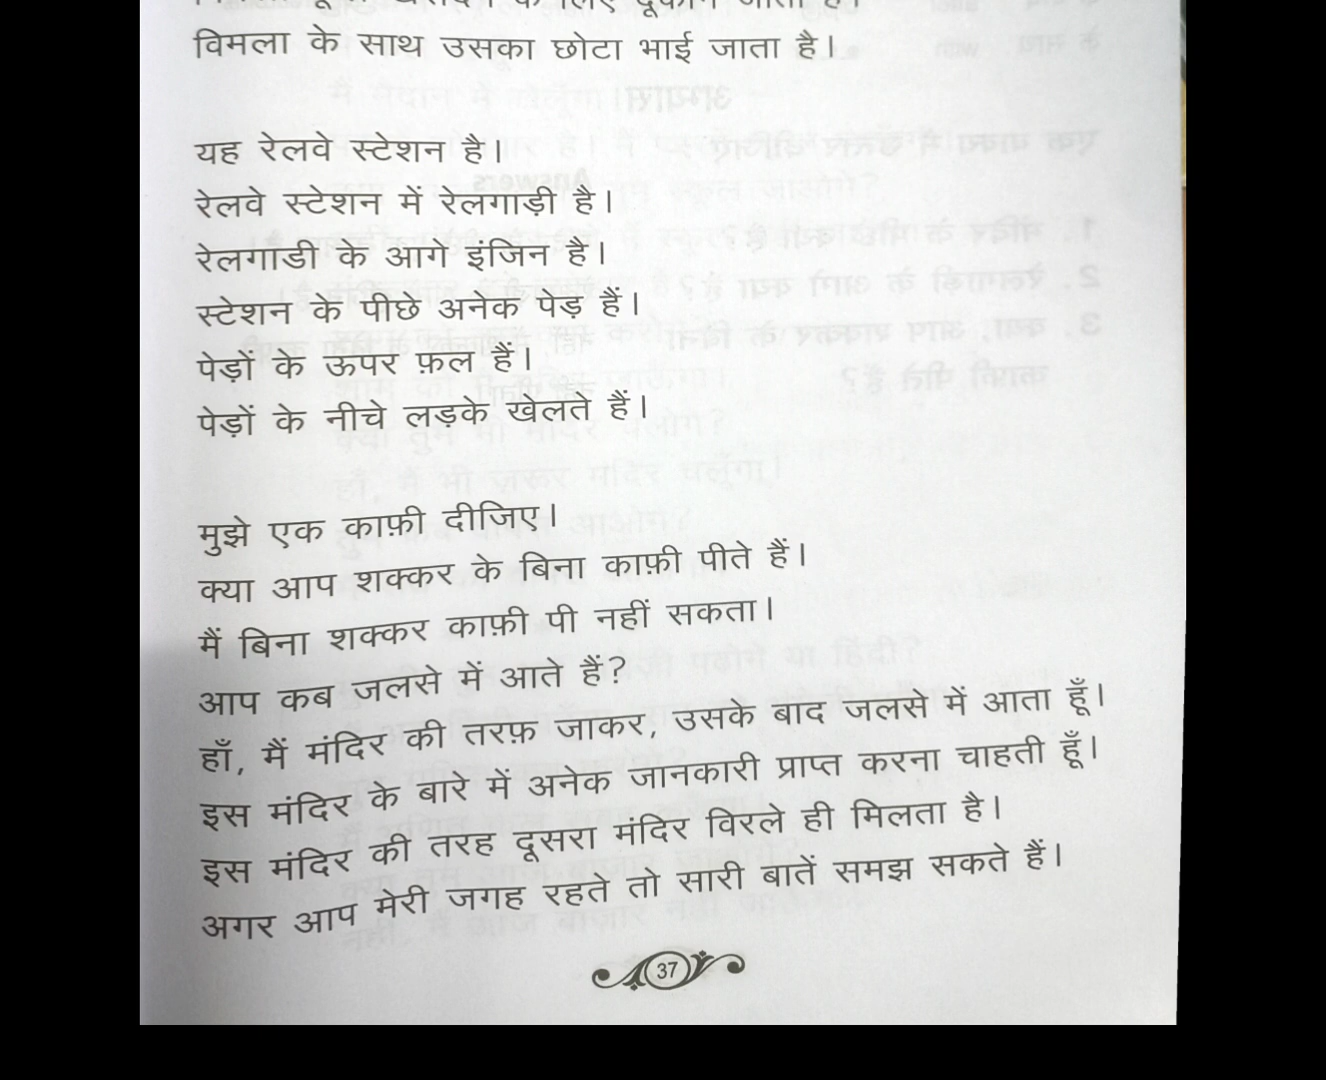 के लिए दूकान जाती है।
विमला के साथ उसका छोटा भाई जाता है।
यह रेलवे स्टेशन है।
रेलवे स्टेशन में रेलगाड़ी है।
रेलगाडी के आगे इंजिन है।
स्टेशन के पीछे अनेक पेड़ हैं।
पेड़ों के ऊपर फ़ल हैं।
पेड़ों के नीचे लड़के खेलते हैं।
मुझे एक काफ़ी दीजिए।
क्या आप शक्कर के बिना काफ़ी पीते हैं।
मैं बिना शक्कर काफ़ी पी नहीं सकता।
आप कब जलसे में आते हैं?
हाँ, मैं मंदिर की तरफ़ जाकर, उसके बाद जलसे में आता हूँ।
इस मंदिर के बारे में अनेक जानकारी प्राप्त करना चाहती हूँ।
इस मंदिर की तरह दूसरा मंदिर विरले ही मिलता है।
अगर आप मेरी जगह रहते तो सारी बातें समझ सकते हैं।
37